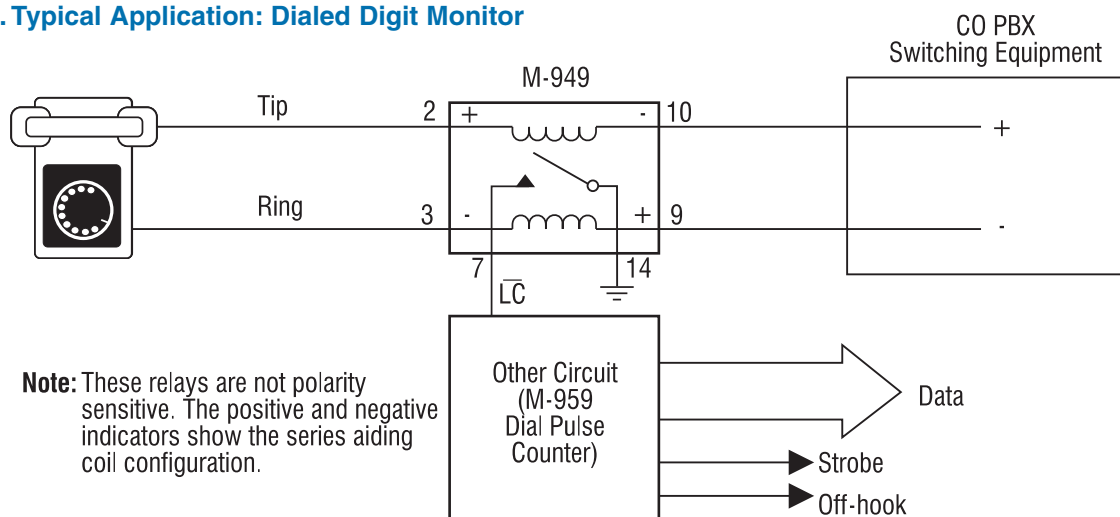 . Typical Application: Dialed Digit Monitor
CO PBX
Switching Equipment
M-949
Tip
2
+
-
10
+
Ring
3
-
+
9
-
7
14
L̅C̅
Note: These relays are not polarity
sensitive. The positive and negative
indicators show the series aiding
coil configuration.
Other Circuit
(M-959
Dial Pulse
Counter)
Data
Strobe
Off-hook